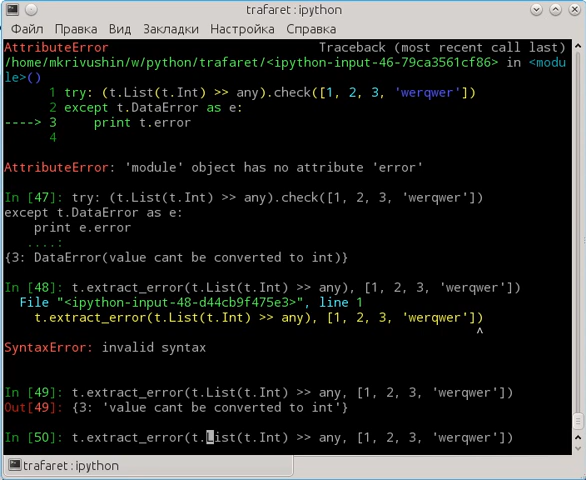 trafaret : ipython
Файл Правка Вид Закладки Настройка Справка
AttributeError Traceback (most recent call last)
/home/mkrivushin/w/python/trafaret/<ipython-input-46-79ca3561cf86> in <modu
le>()
1 try: (t.List(t.Int) >> any).check([1, 2, 3, 'werqwer'])
2 except t.DataError as e:
----> 3 print t.error
4
AttributeError: 'module' object has no attribute 'error'
In [47]: try: (t.List(t.Int) >> any).check([1, 2, 3, 'werqwer'])
except t.DataError as e:
print e.error
....:
{3: DataError(value cant be converted to int)}
In [48]: t.extract_error(t.List(t.Int) >> any), [1, 2, 3, 'werqwer'])
File "<ipython-input-48-d44cb9f475e3>", line 1
t.extract_error(t.List(t.Int) >> any), [1, 2, 3, 'werqwer'])
^
SyntaxError: invalid syntax
In [49]: t.extract_error(t.List(t.Int) >> any, [1, 2, 3, 'werqwer'])
Out[49]: {3: 'value cant be converted to int'}
In [50]: t.extract_error(t.List(t.Int) >> any, [1, 2, 3, 'werqwer'])
trafaret : ipython